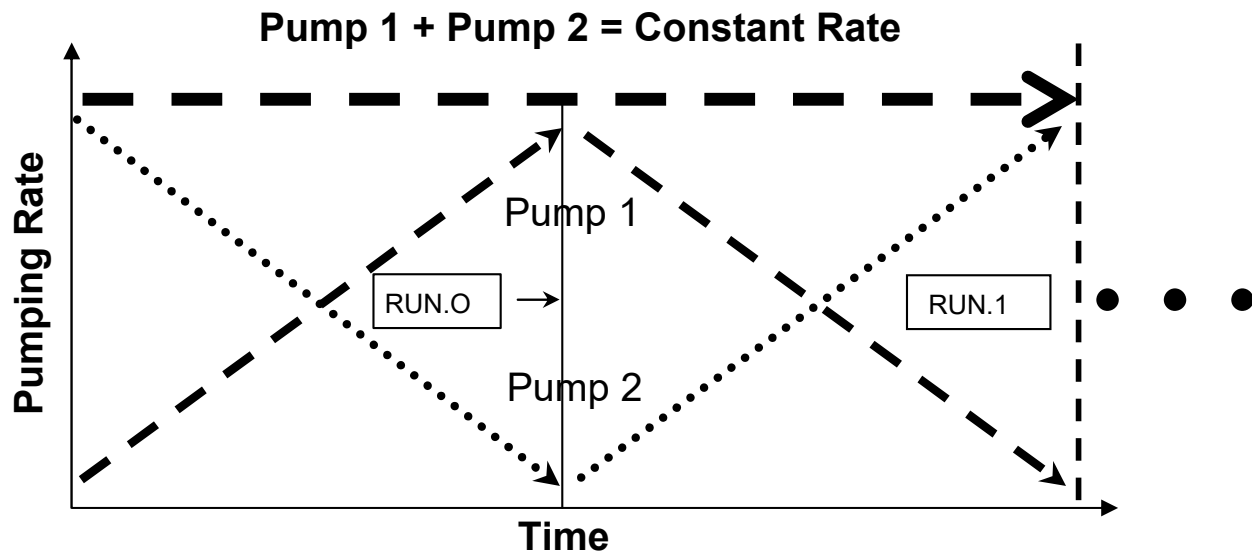 Pump 1 + Pump 2 = Constant Rate
Pumping Rate
Pump 1
RUN.O
RUN.1
Pump 2
Time